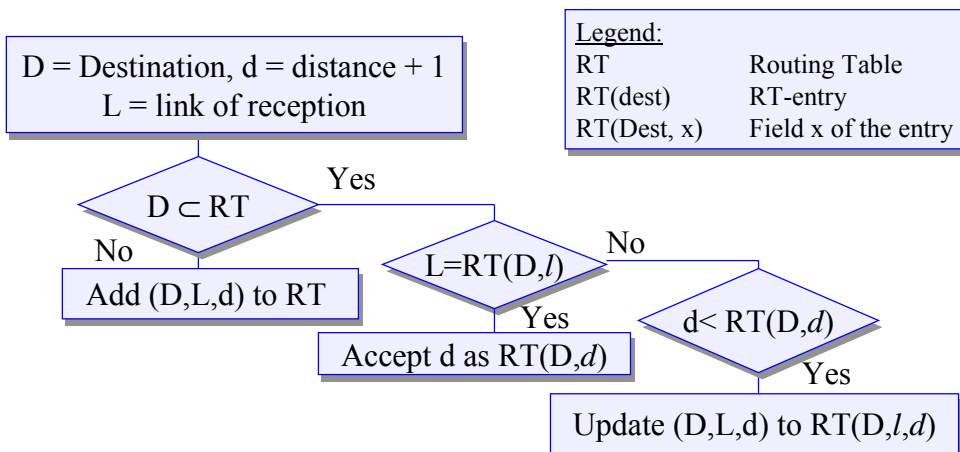 D = Destination, d = distance + 1
L = link of reception
Legend:
RT Routing Table
RT(dest) RT-entry
RT(Dest, x) Field x of the entry
Yes
D ⊂ RT
No
Add (D,L,d) to RT
No
L=RT(D,l)
Yes
Accept d as RT(D,d)
d< RT(D,d)
Yes
Update (D,L,d) to RT(D,l,d)